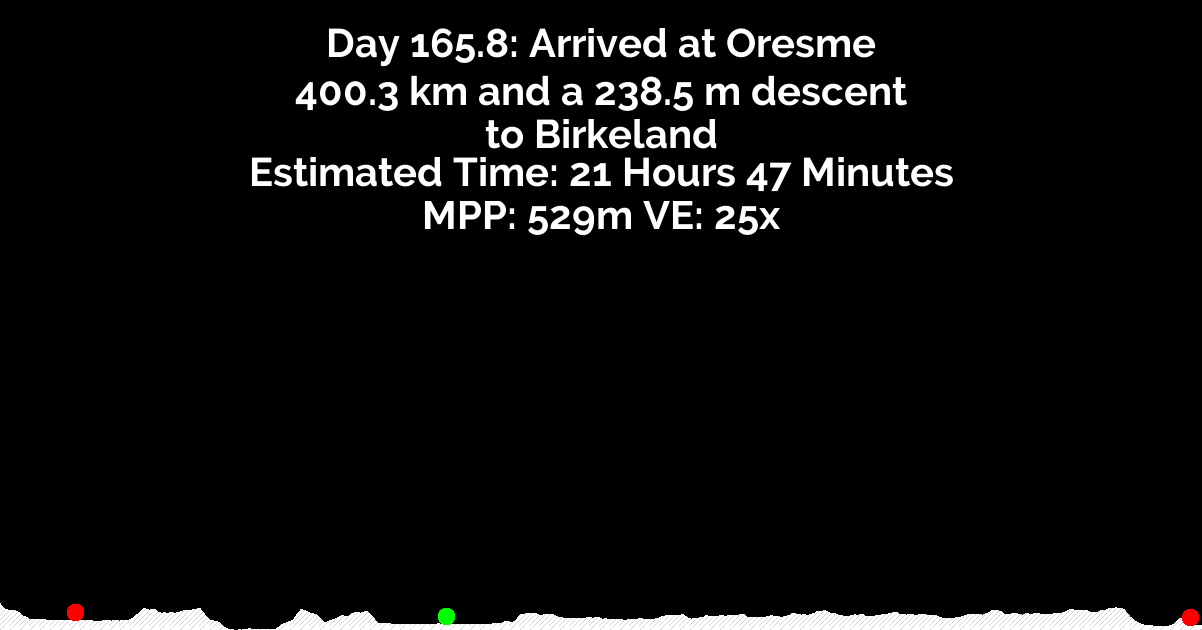 Day 165.8: Arrived at Oresme
400.3 km and a 238.5 m descent
to Birkeland
Estimated Time: 21 Hours 47 Minutes
MPP: 529m VE: 25x